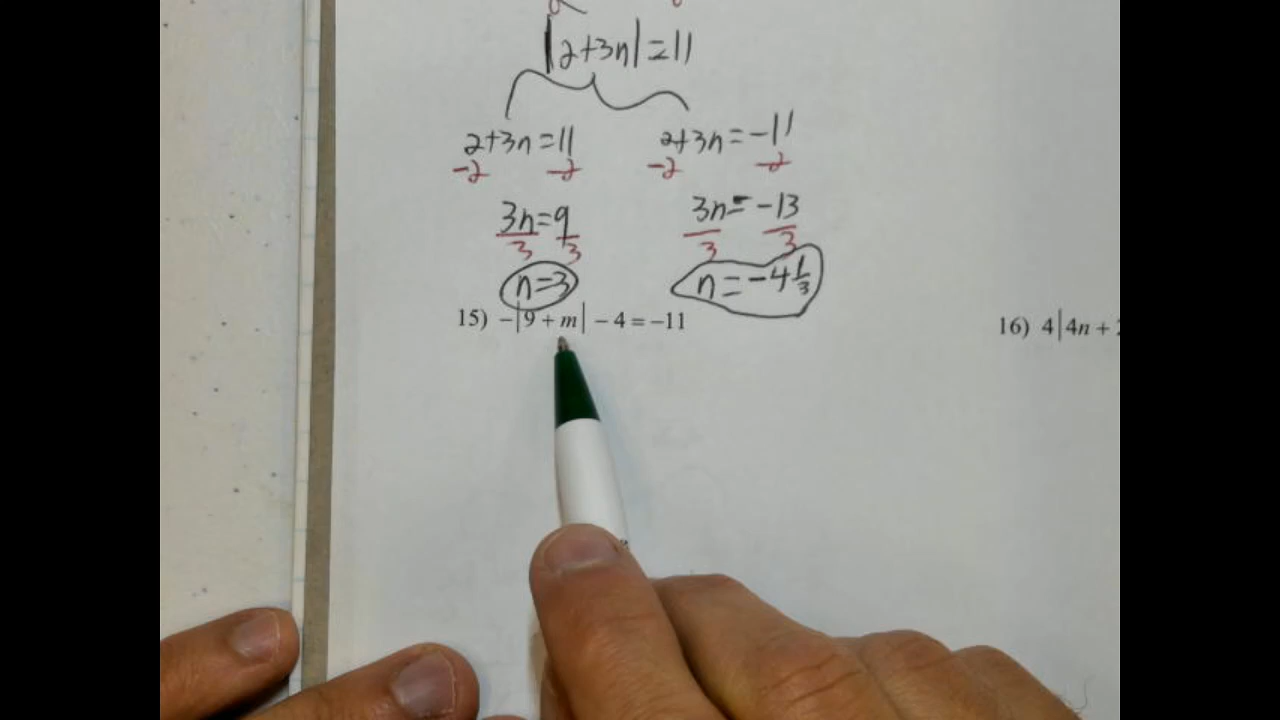 |2+3n|=11
2+3n=11 2+3n=-11
-2 -2 -2 -2
3n=9 3n=-13
3 3 3 3
n=3 n=-4 1/3
15) -|9 + m| - 4 = -11
16) 4|4n +